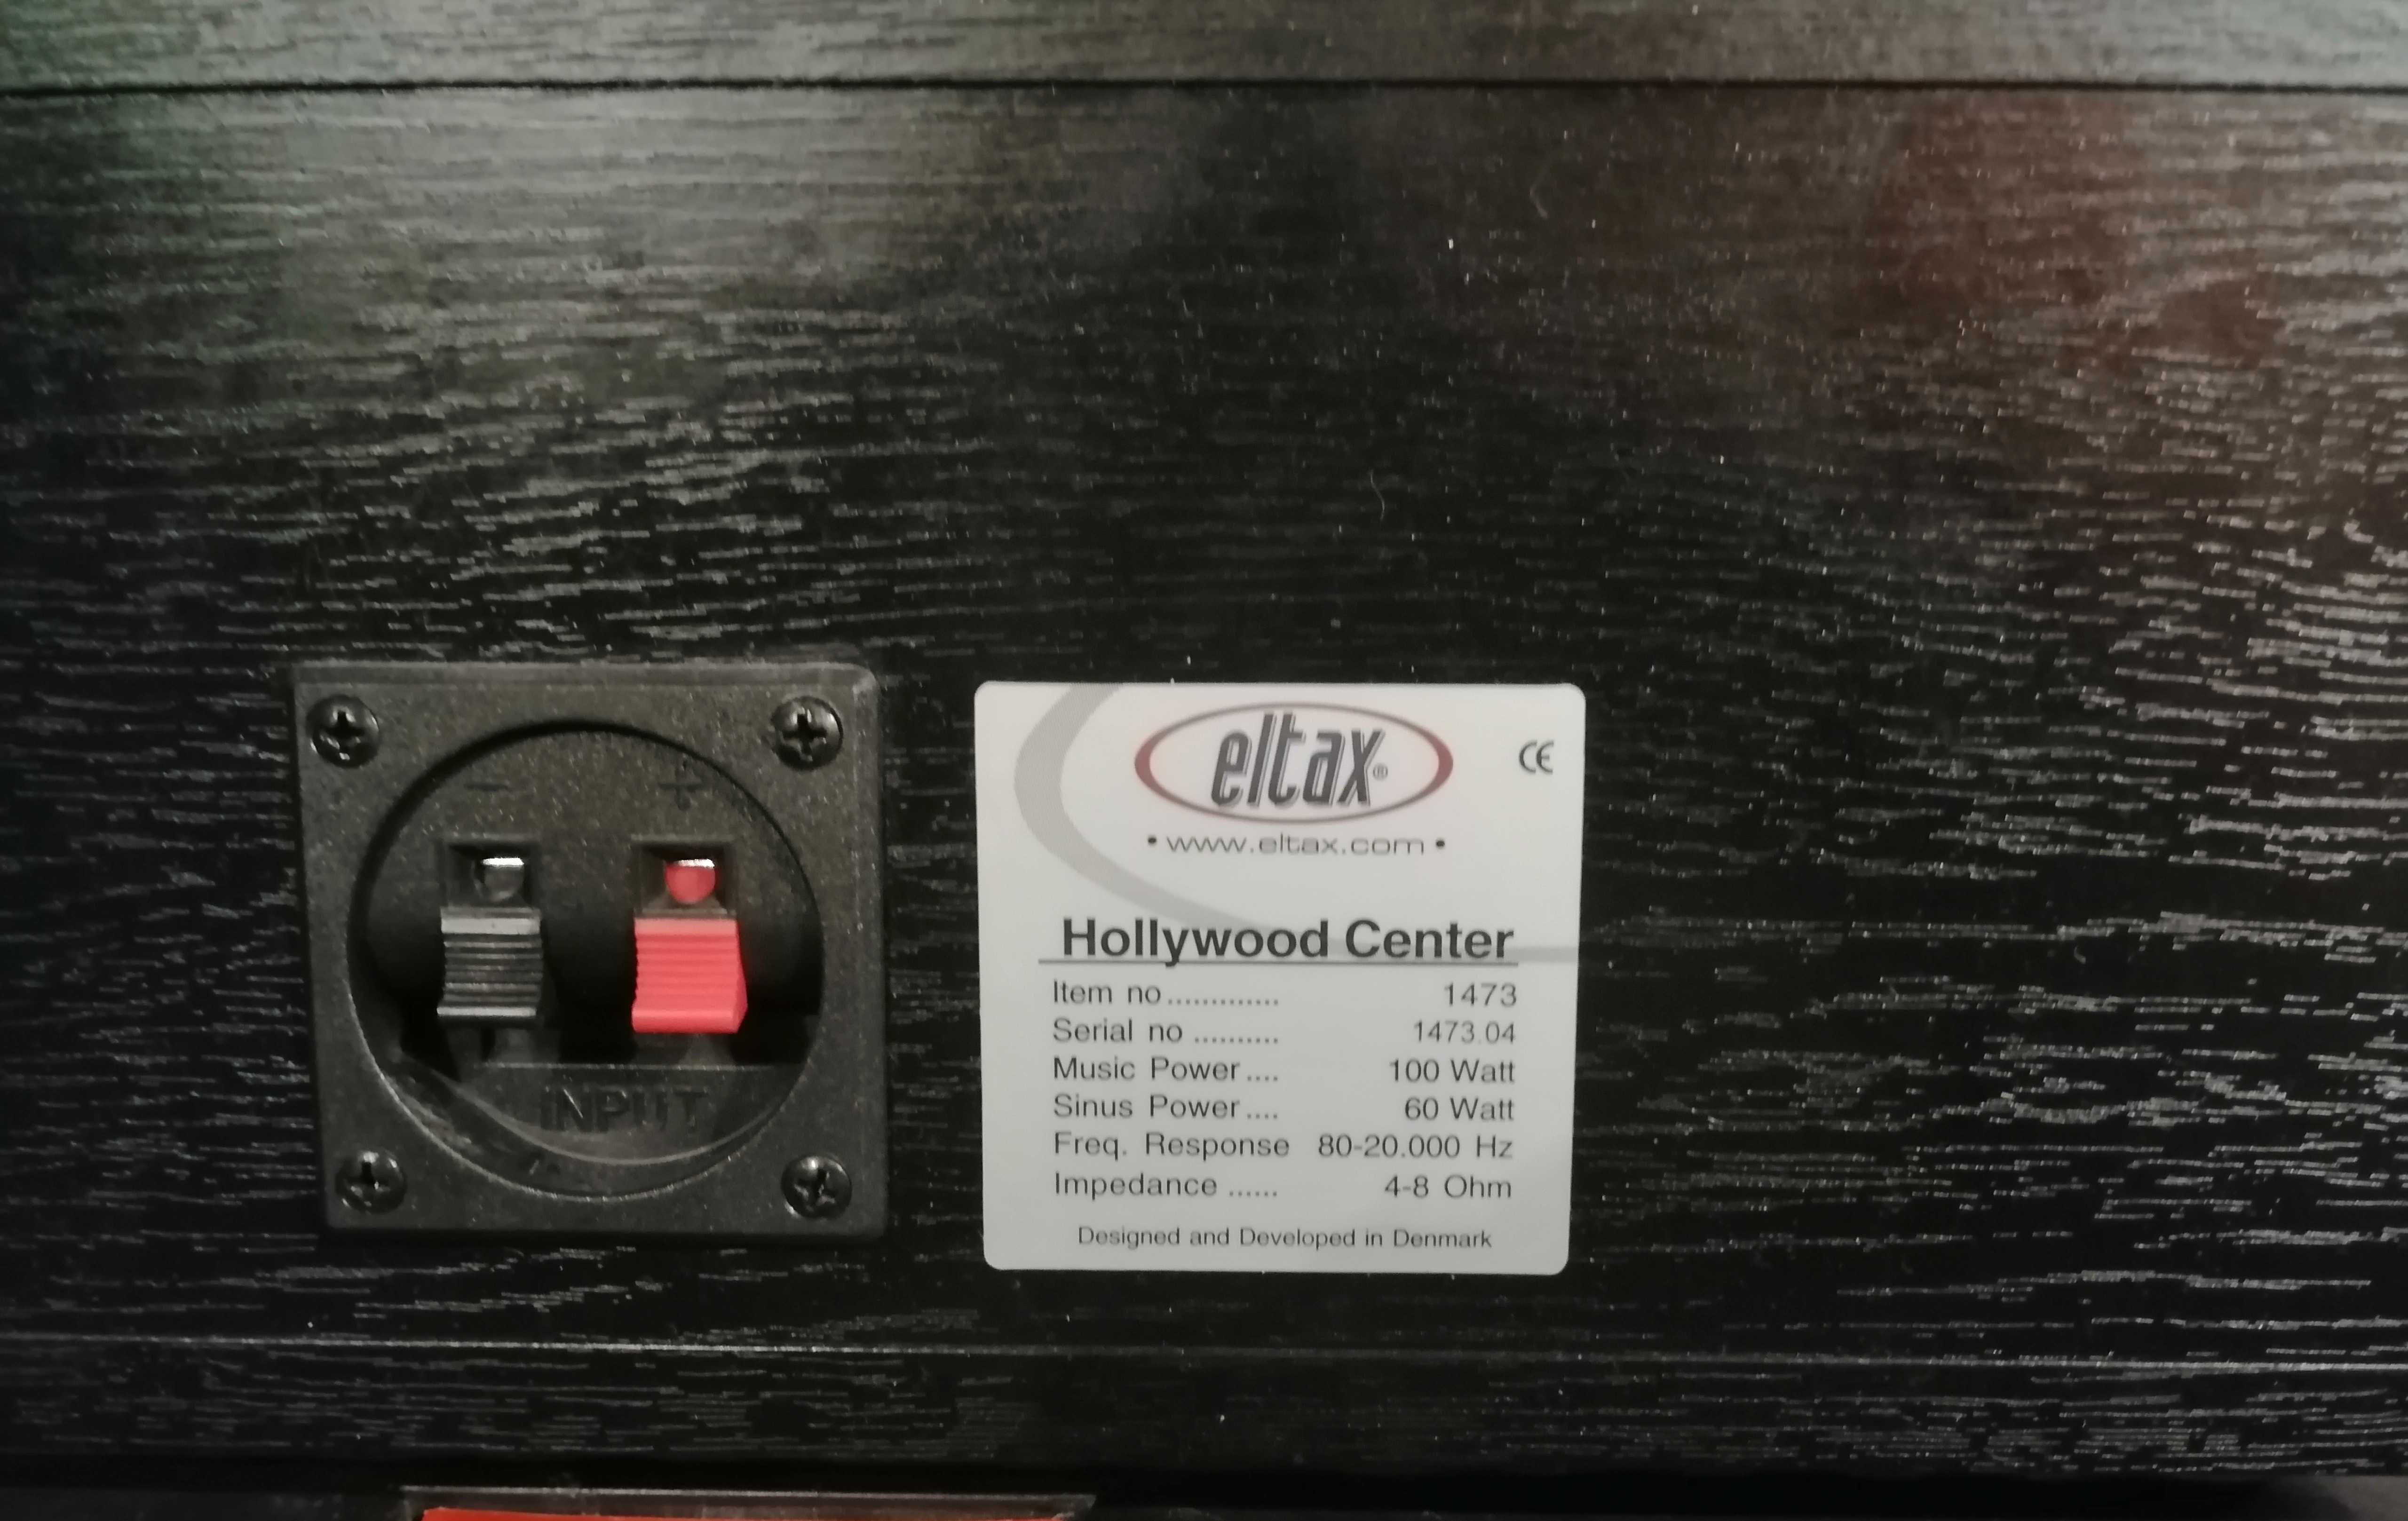 - +
INPUT
eltax®
CE
• www.eltax.com •
Hollywood Center
Item no............. 1473
Serial no .......... 1473.04
Music Power.... 100 Watt
Sinus Power.... 60 Watt
Freq. Response 80-20.000 Hz
Impedance ...... 4-8 Ohm
Designed and Developed in Denmark